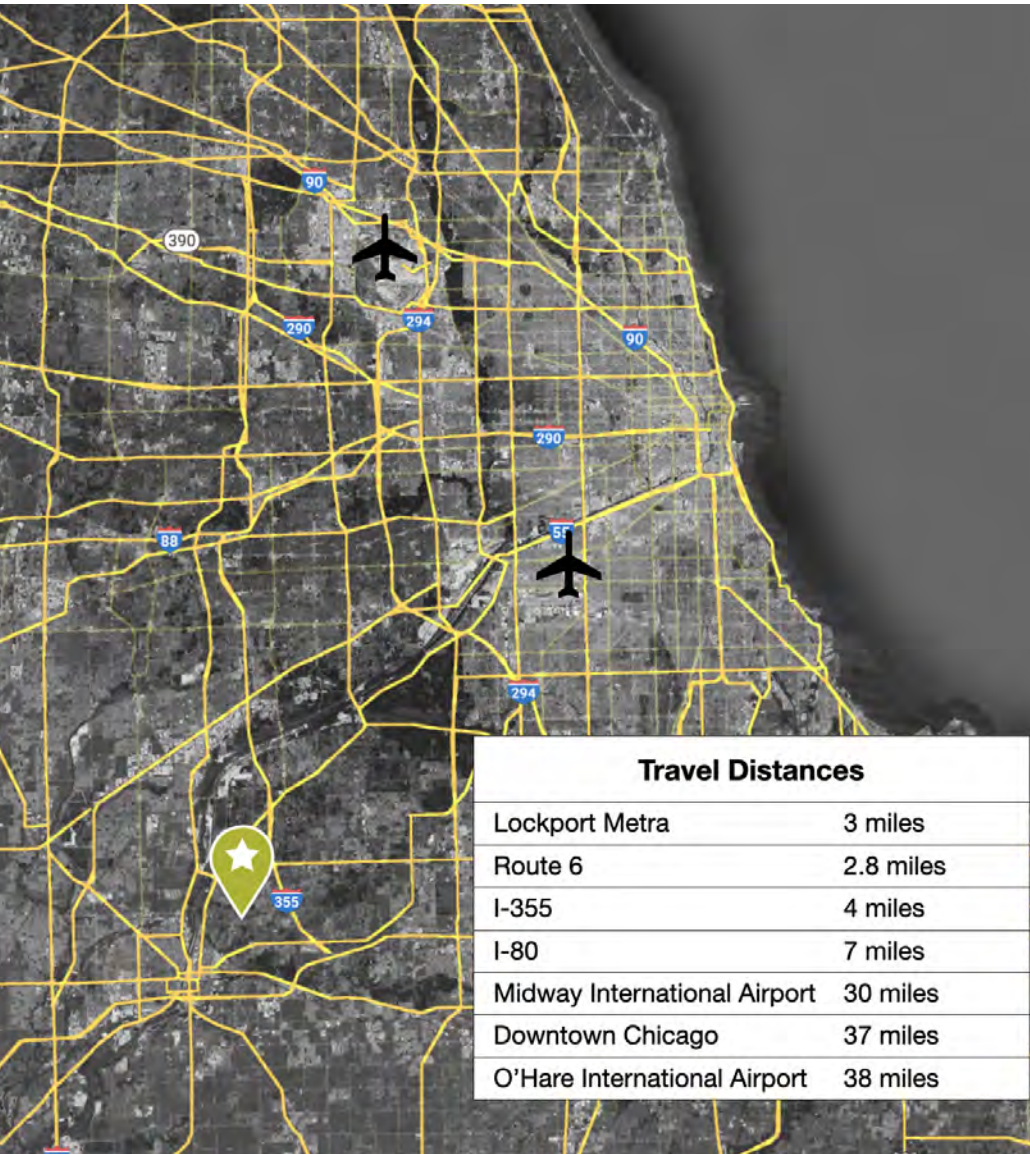 90
390
290
294
90
290
55
88
294
355
Travel Distances
Lockport Metra 3 miles
Route 6 2.8 miles
I-355 4 miles
I-80 7 miles
Midway International Airport 30 miles
Downtown Chicago 37 miles
O'Hare International Airport 38 miles